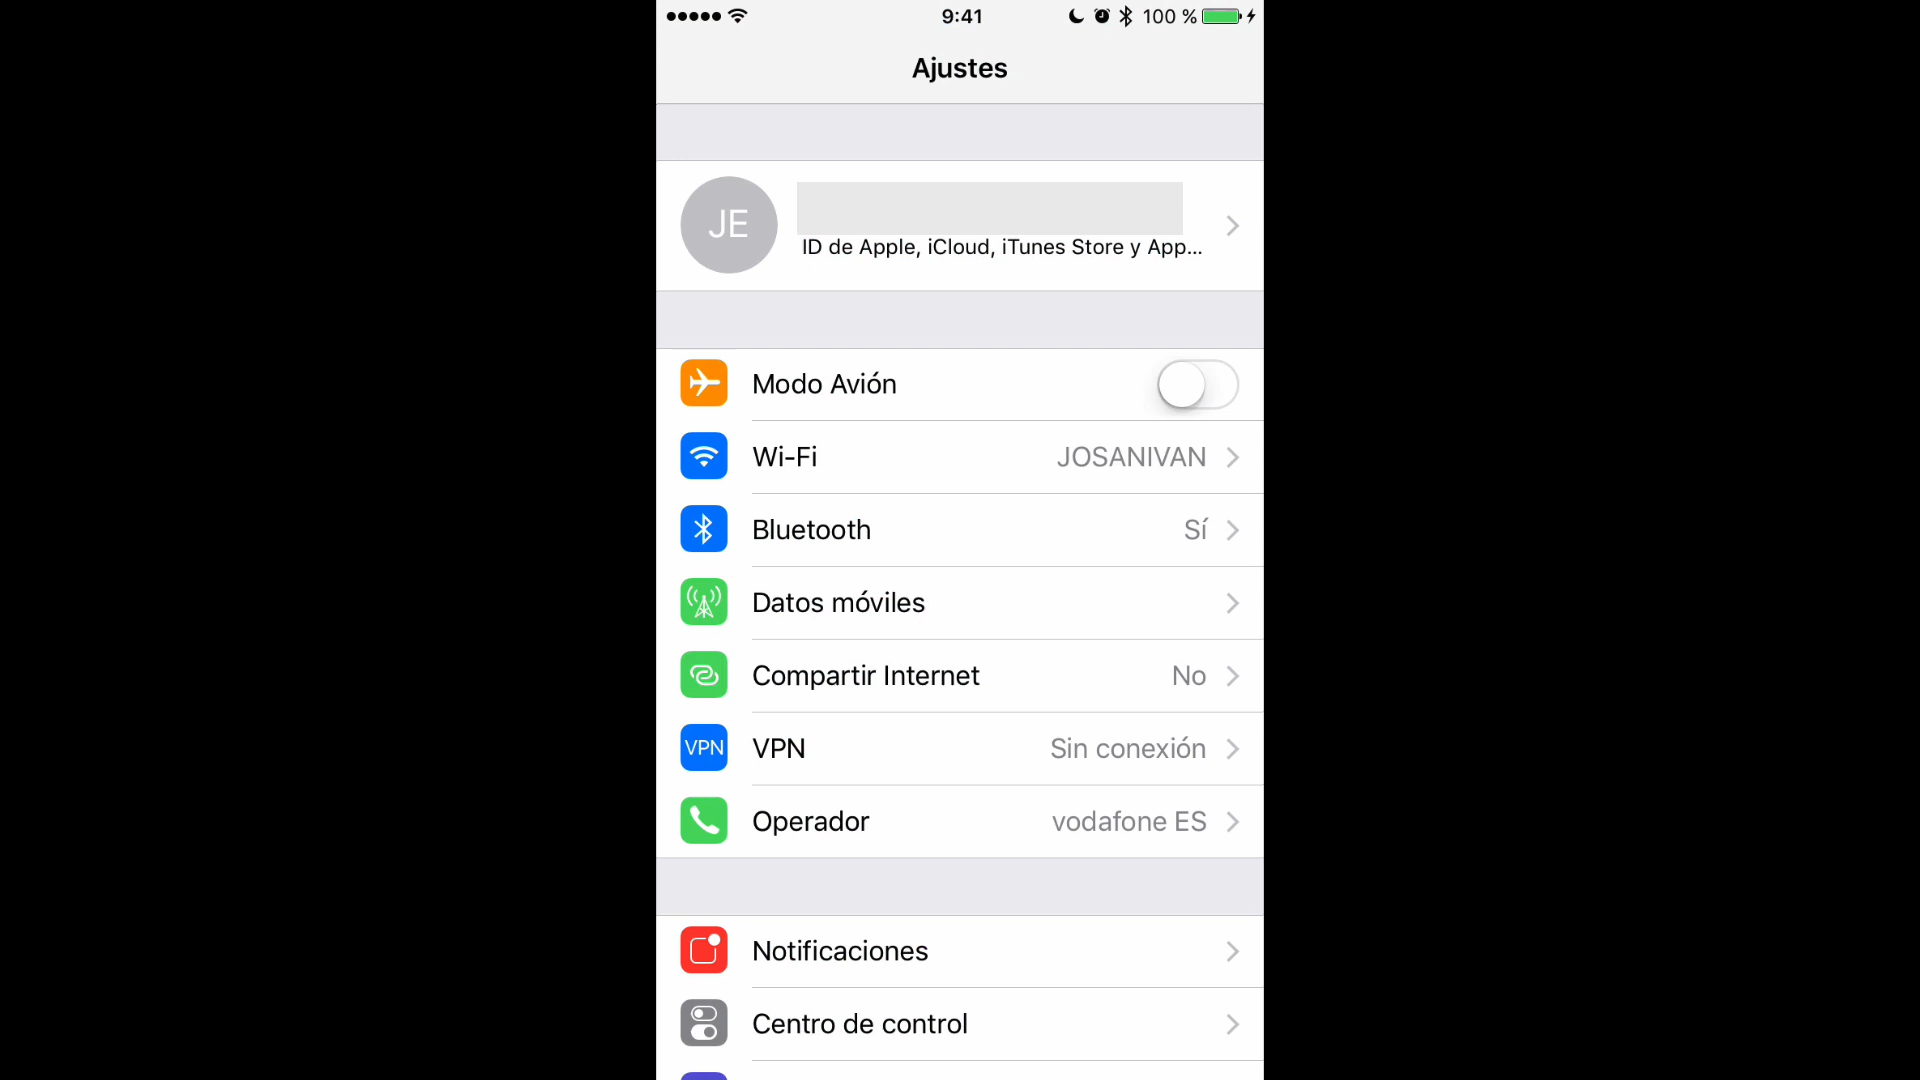 9:41
100 %
Ajustes
JE
ID de Apple, iCloud, iTunes Store y App...
Modo Avión
Wi-Fi JOSANIVAN
Bluetooth Sí
Datos móviles
Compartir Internet No
VPN VPN Sin conexión
Operador vodafone ES
Notificaciones
Centro de control